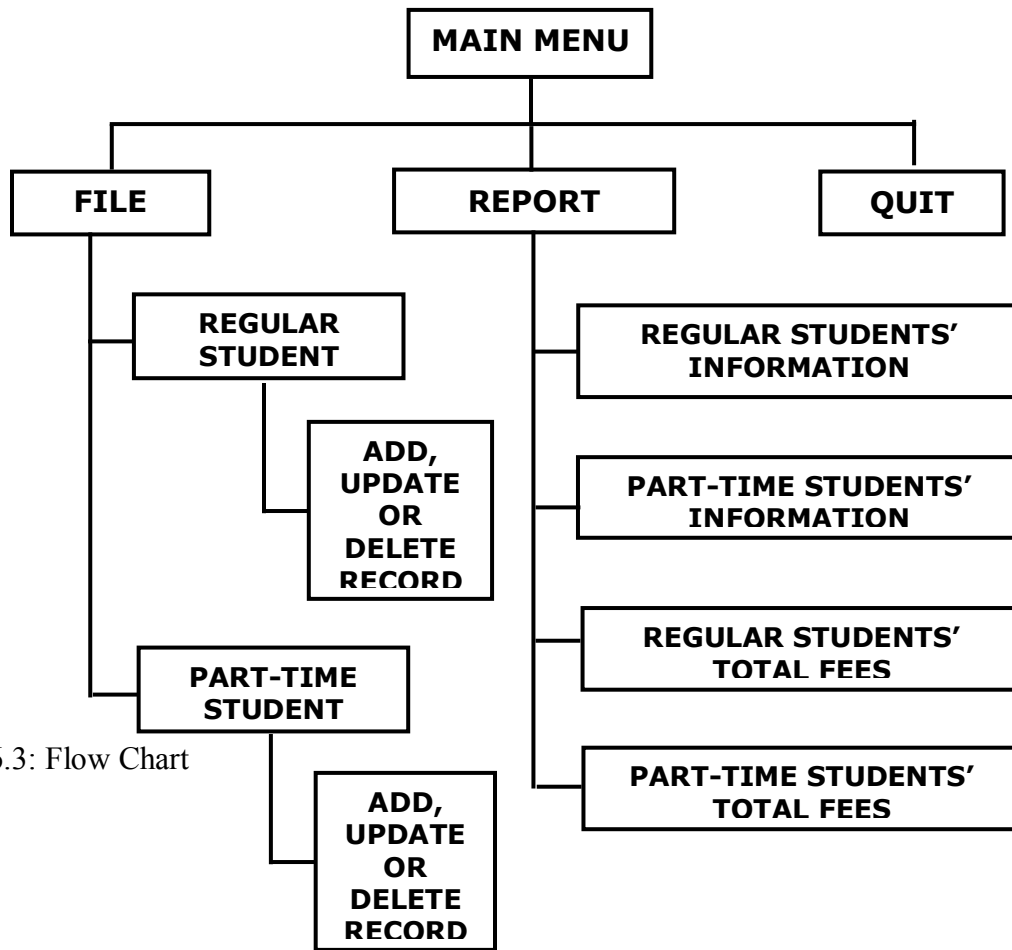 MAIN MENU
FILE
REPORT
QUIT
REGULAR
STUDENT
ADD,
UPDATE
OR
DELETE
RECORD
PART-TIME
STUDENT
ADD,
UPDATE
OR
DELETE
RECORD
REGULAR STUDENTS’
INFORMATION
PART-TIME STUDENTS’
INFORMATION
REGULAR STUDENTS’
TOTAL FEES
PART-TIME STUDENTS’
TOTAL FEES
.3: Flow Chart